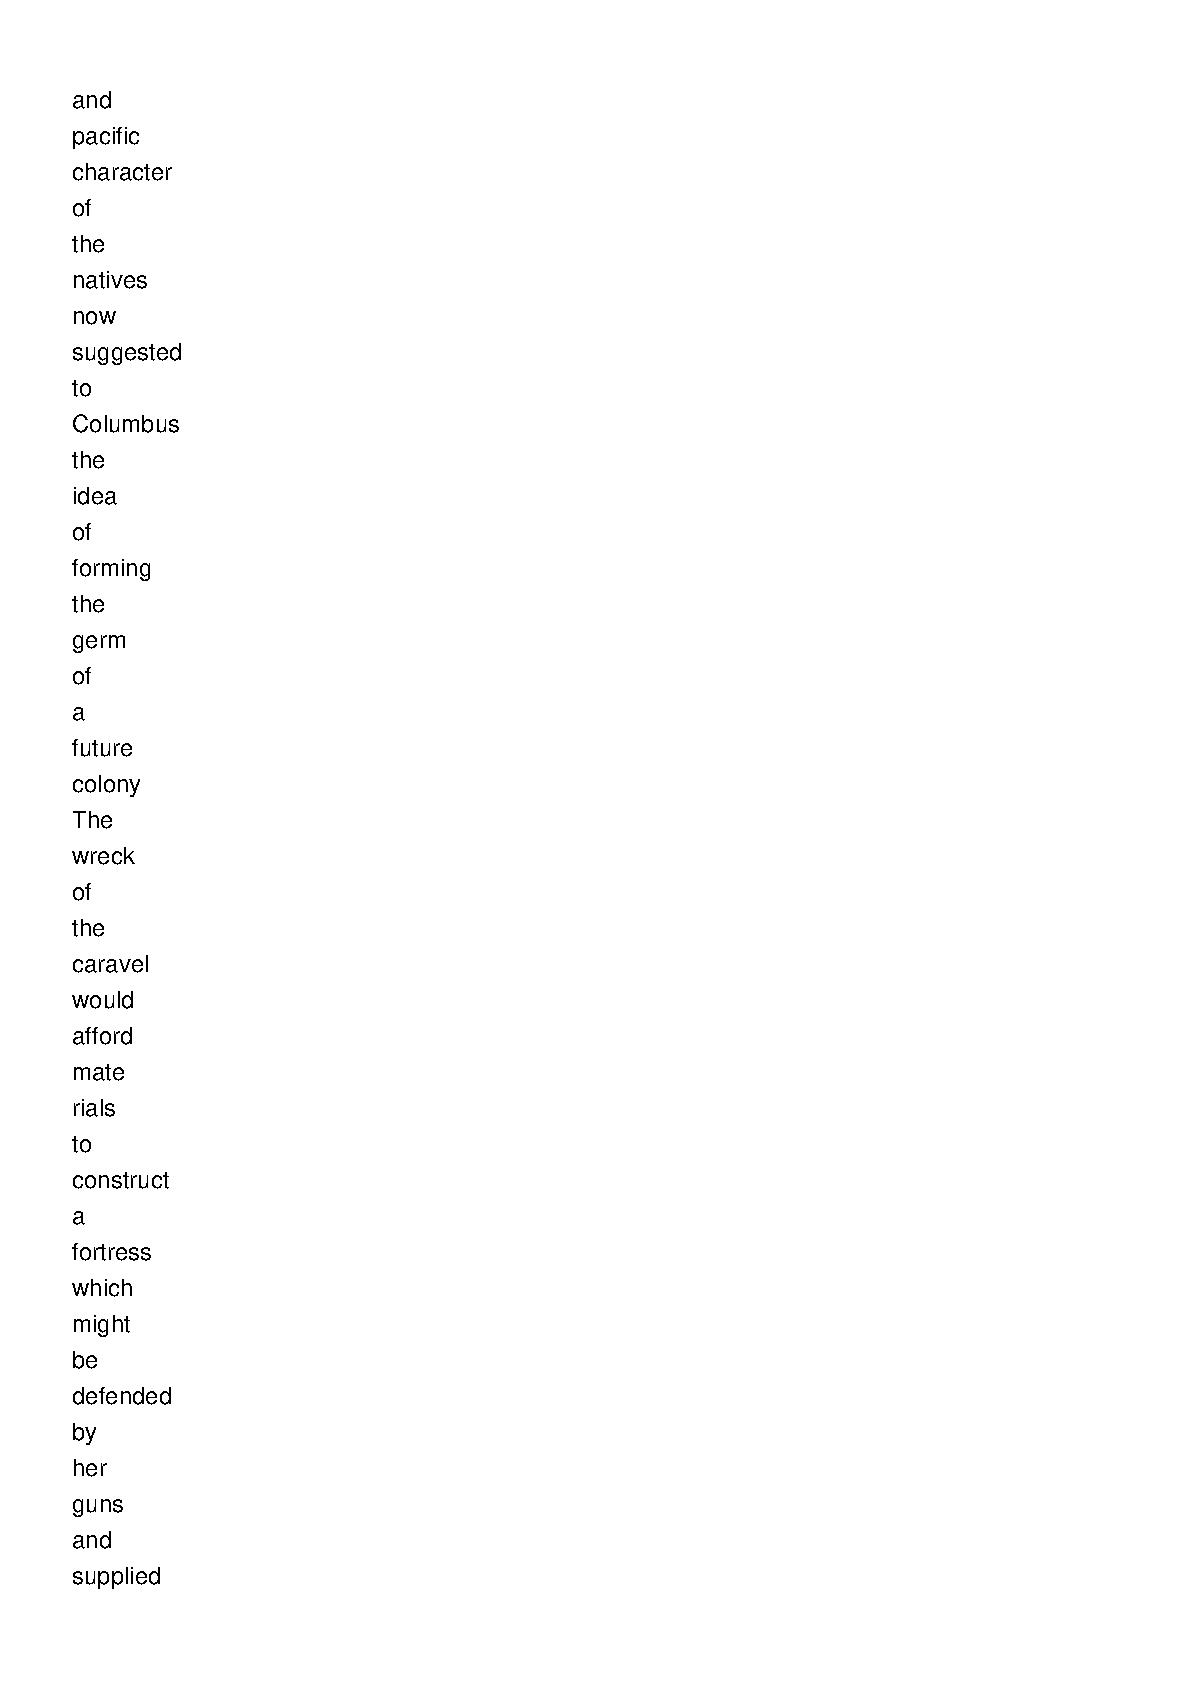 and
pacific
character
of
the
natives
now
suggested
to
Columbus
the
idea
of
forming
the
germ
of
a
future
colony
The
wreck
of
the
caravel
would
afford
mate
rials
to
construct
a
fortress
which
might
be
defended
by
her
guns
and
supplied